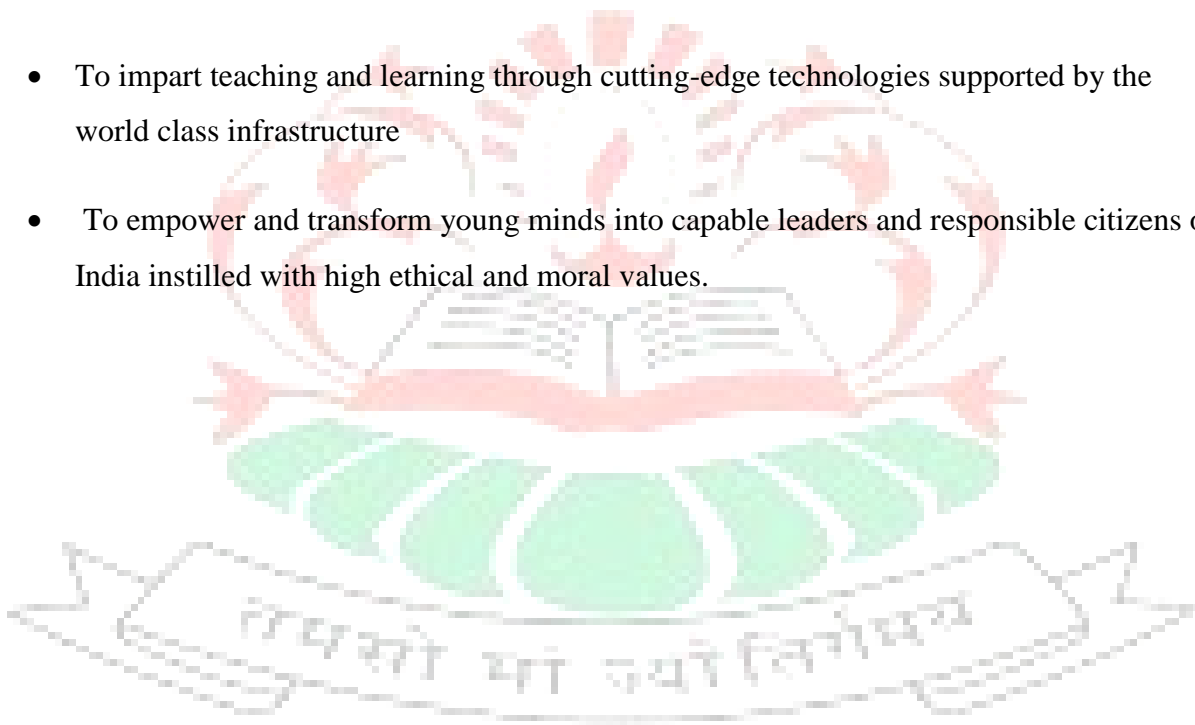 • To impart teaching and learning through cutting-edge technologies supported by the
world class infrastructure
• To empower and transform young minds into capable leaders and responsible citizens o
India instilled with high ethical and moral values.
तमसो मा ज्योतिर्गमय